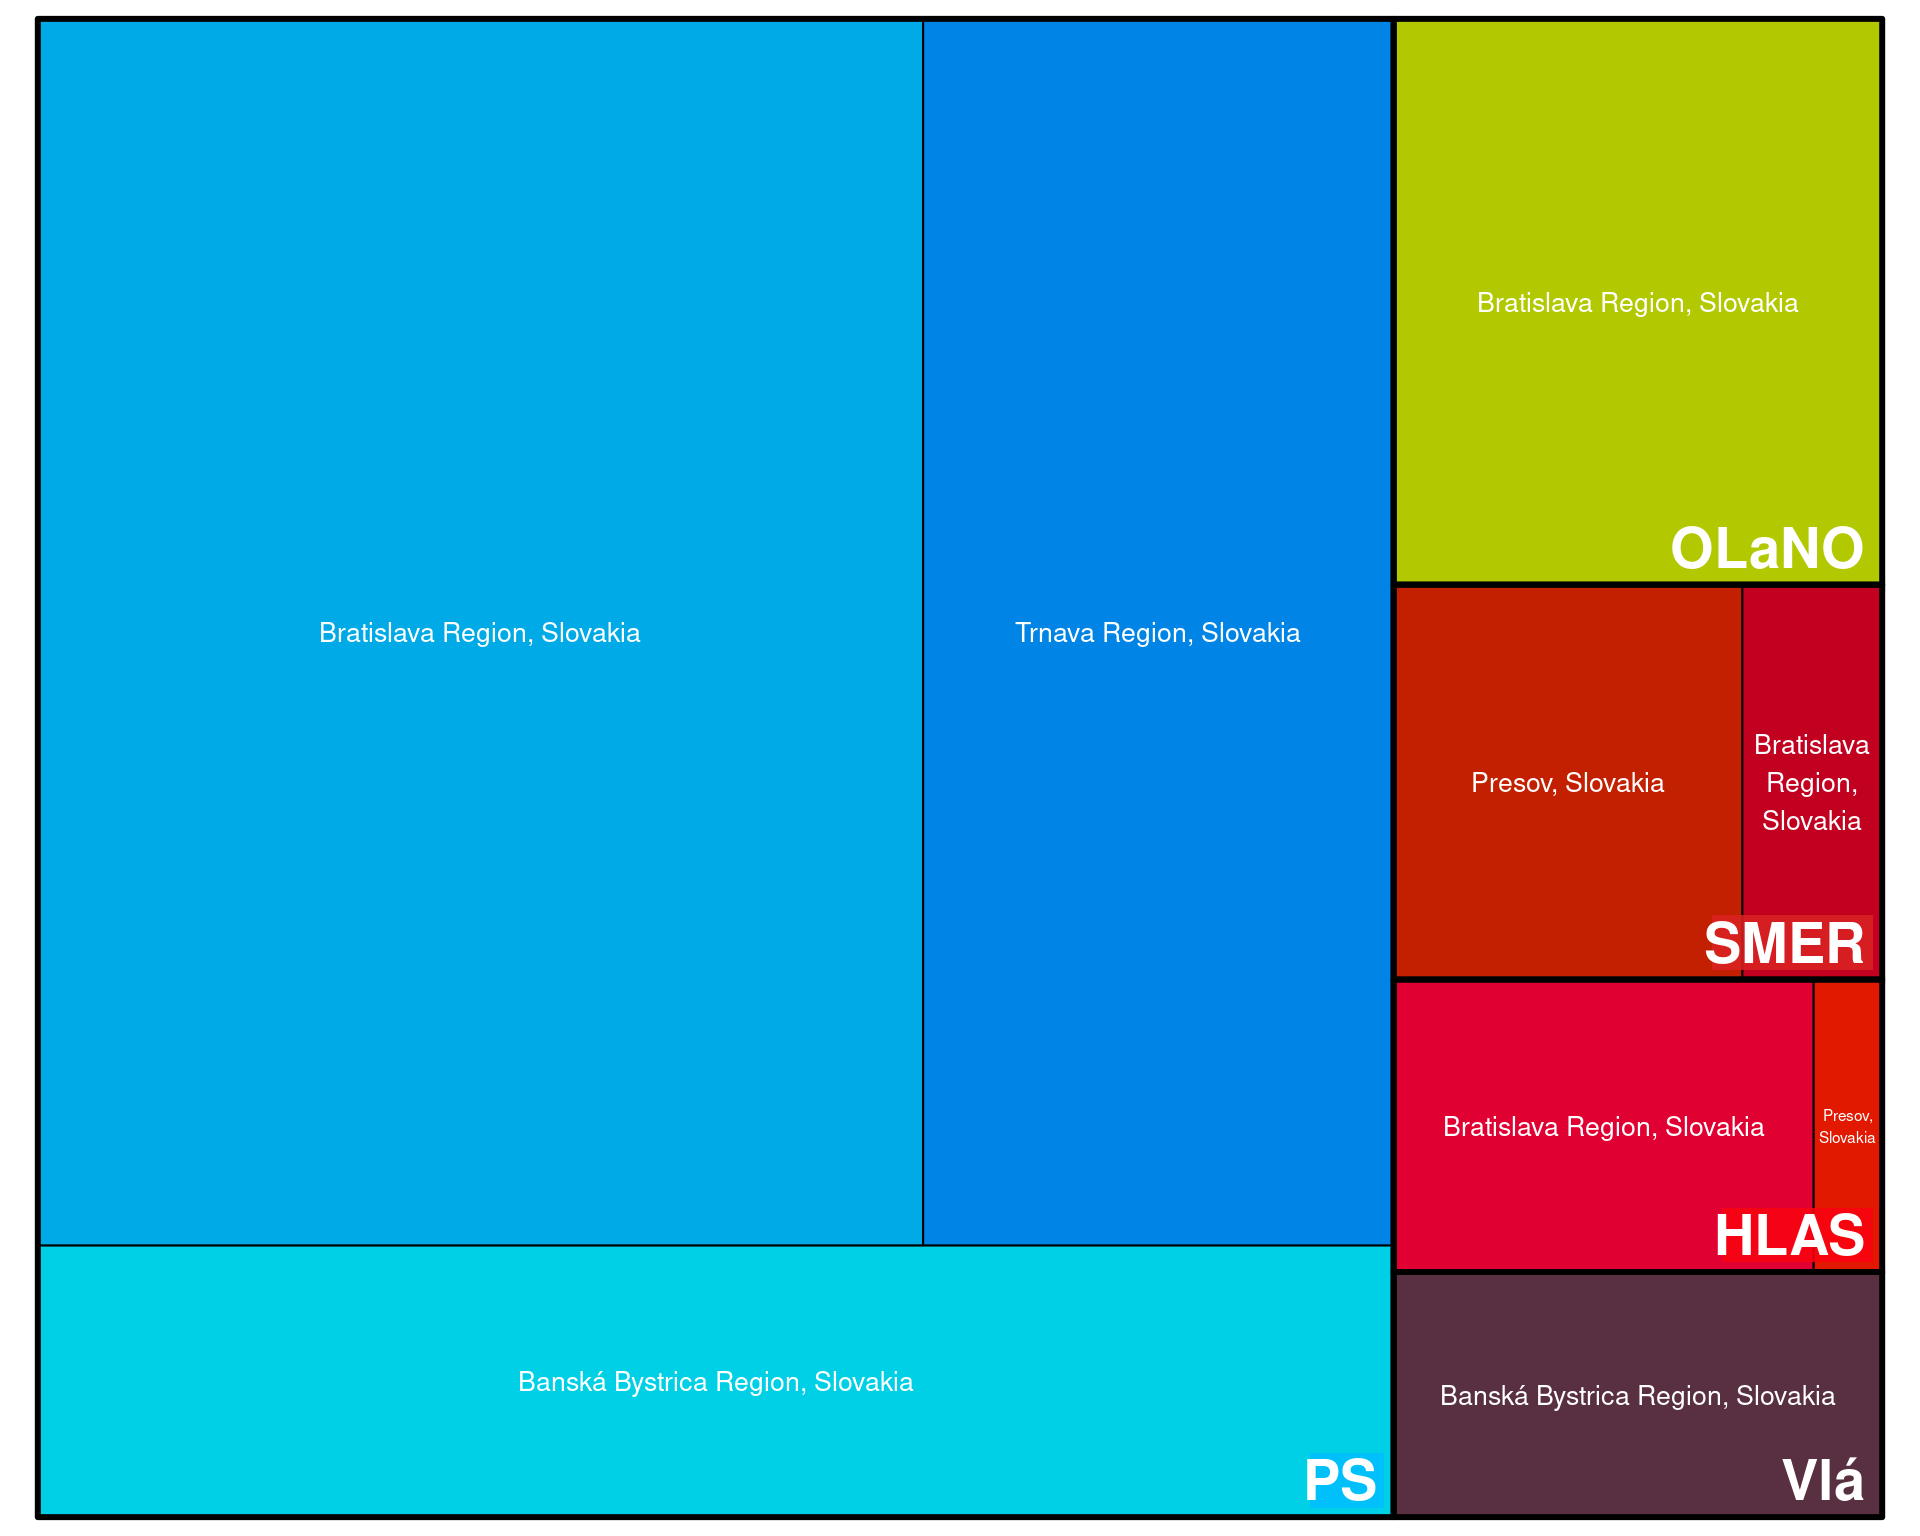 Bratislava Region, Slovakia
Trnava Region, Slovakia
Banská Bystrica Region, Slovakia
PS
Bratislava Region, Slovakia
OLaNO
Presov, Slovakia
Bratislava
Region,
Slovakia
SMER
Bratislava Region, Slovakia
Presov,
Slovakia
HLAS
Banská Bystrica Region, Slovakia
Vlá